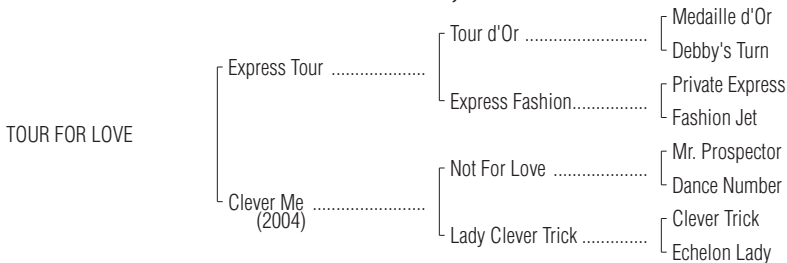 Medaille d'Or
Tour d'Or ..........................
Debby's Turn
Express Tour ....................
Private Express
Express Fashion................
Fashion Jet
TOUR FOR LOVE
Mr. Prospector
Not For Love ....................
Dance Number
Clever Me ........................
(2004)
Clever Trick
Lady Clever Trick ..............
Echelon Lady